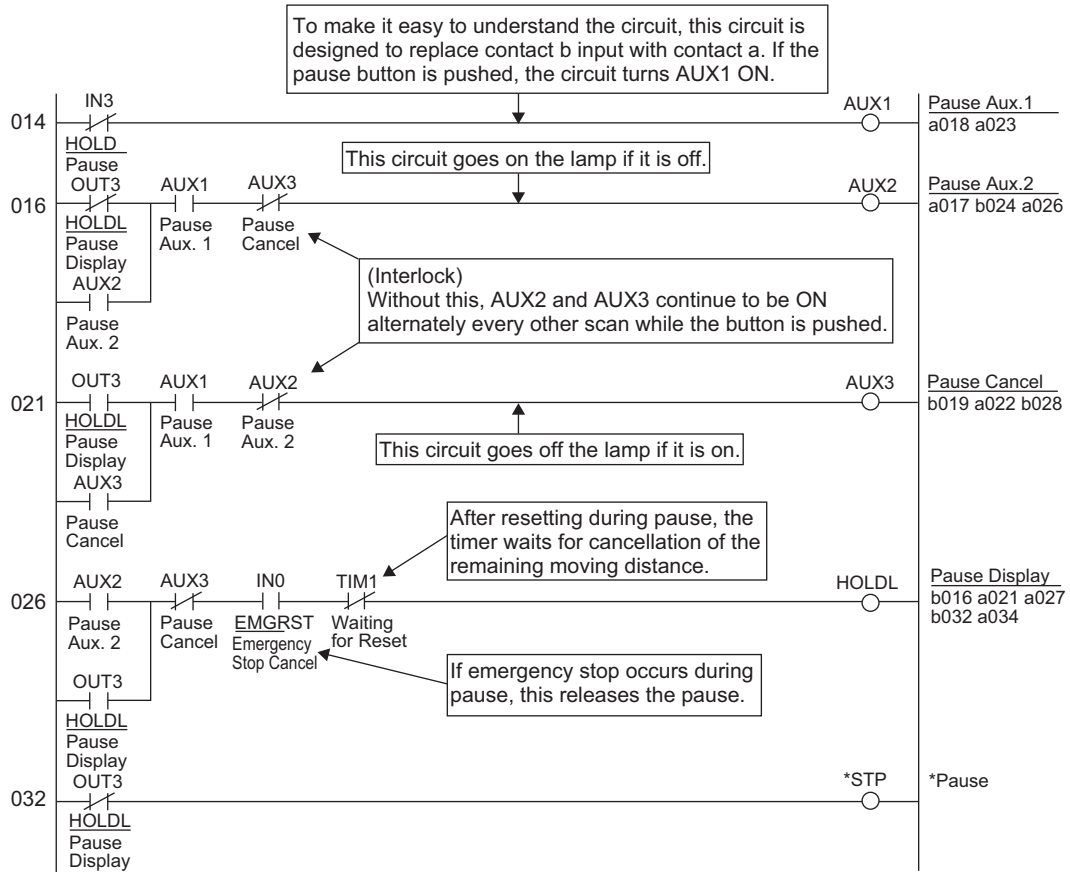 To make it easy to understand the circuit, this circuit is
designed to replace contact b input with contact a. If the
pause button is pushed, the circuit turns AUX1 ON.
IN3
AUX1
Pause Aux.1
014
a018 a023
HOLD
Pause
This circuit goes on the lamp if it is off.
OUT3 AUX1 AUX3
AUX2
Pause Aux.2
016
a017 b024 a026
HOLDL Pause Pause
Pause Aux. 1 Cancel
Display
AUX2
Pause
Aux. 2
(Interlock)
Without this, AUX2 and AUX3 continue to be ON
alternately every other scan while the button is pushed.
OUT3 AUX1 AUX2
AUX3
Pause Cancel
021
b019 a022 b028
HOLDL Pause Pause
Pause Aux. 1 Aux. 2
Display
This circuit goes off the lamp if it is on.
AUX3
Pause
Cancel
After resetting during pause, the
timer waits for cancellation of the
remaining moving distance.
AUX2 AUX3 IN0 TIM1
HOLDL
Pause Display
026
b016 a021 a027
b032 a034
Pause Pause EMGRST Waiting
Aux. 2 Cancel Emergency for Reset
Stop Cancel
If emergency stop occurs during
pause, this releases the pause.
OUT3
HOLDL
Pause
Display
OUT3
*STP
*Pause
032
HOLDL
Pause
Display